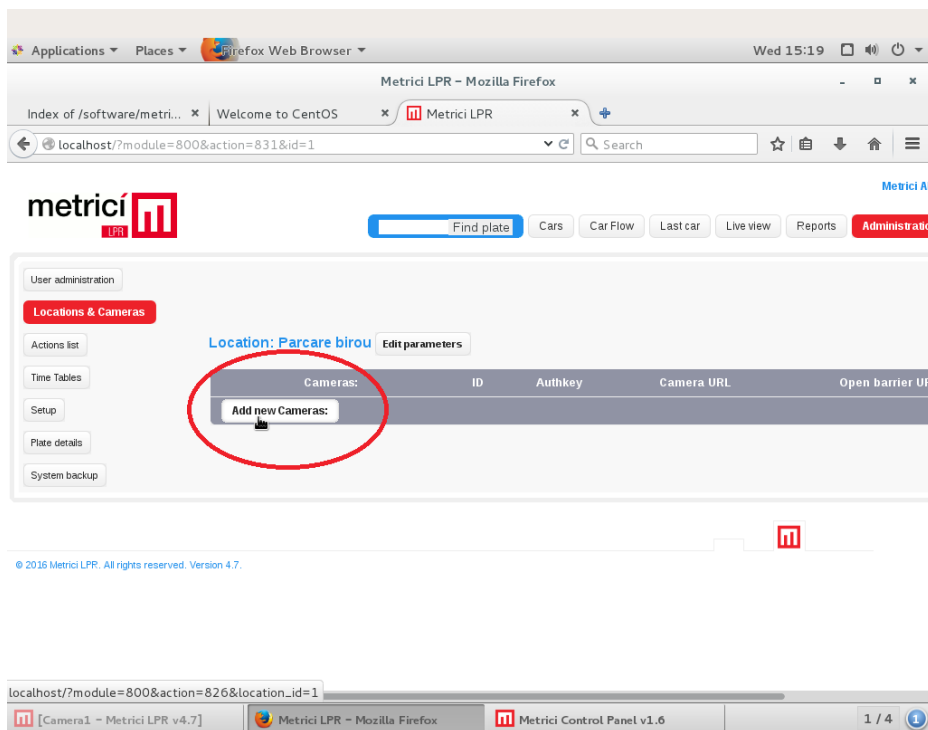 Applications Places Firefox Web Browser Wed 15:19
Metrici LPR - Mozilla Firefox
Index of /software/metri... Welcome to CentOS Metrici LPR
localhost/?module=800&action=831&id=1 Search
Metrici A
metricí
LPR
Find plate Cars Car Flow Last car Live view Reports Administratio
User administration
Locations & Cameras
Actions list
Location: Parcare birou Edit parameters
Time Tables
Cameras: ID Authkey Camera URL Open barrier UR
Setup
Add new Cameras:
Plate details
System backup
© 2016 Metrici LPR. All rights reserved. Version 4.7.
localhost/?module=800&action=826&location_id=1
[Camera1 - Metrici LPR v4.7] Metrici LPR - Mozilla Firefox Metrici Control Panel v1.6 1 / 4 1